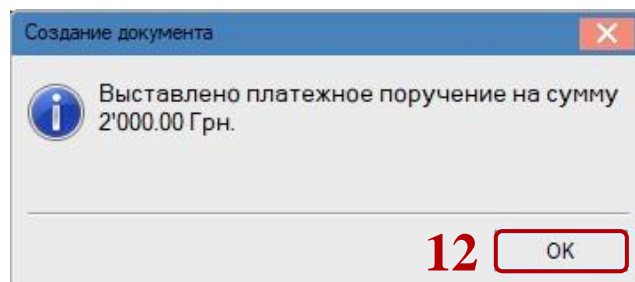 Создание документа
Выставлено платежное поручение на сумму
2'000.00 Грн.
12 OK